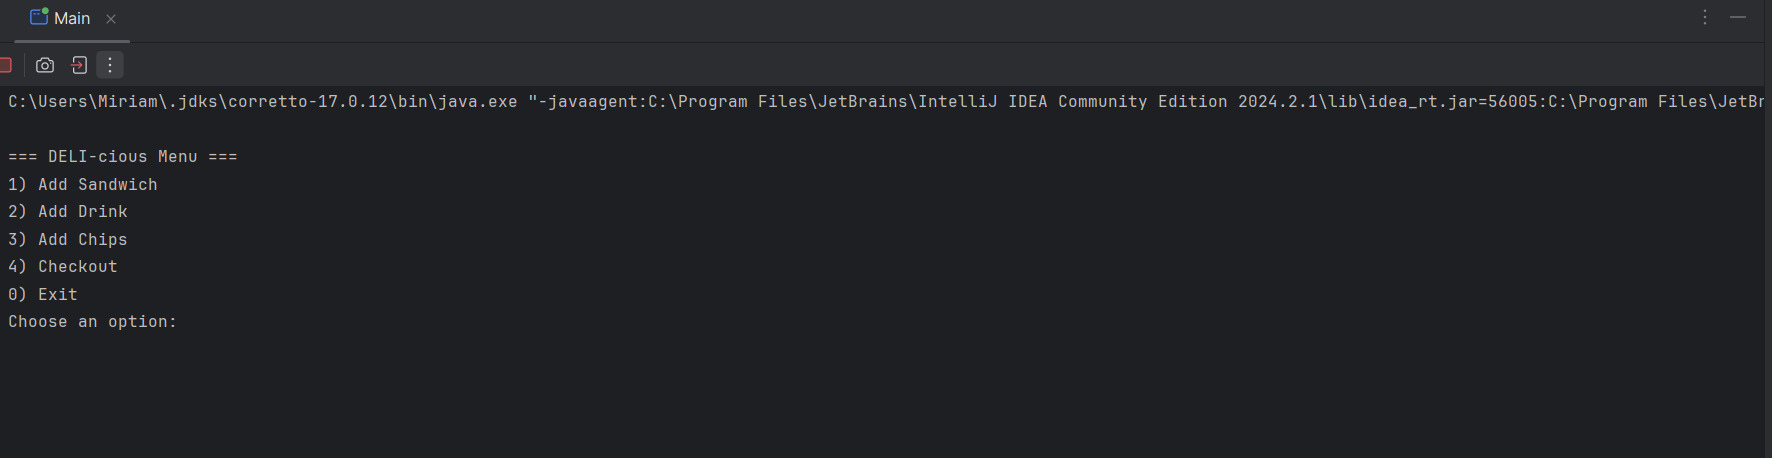 Main
C:\Users\Miriam\.jdks\corretto-17.0.12\bin\java.exe "-javaagent:C:\Program Files\JetBrains\IntelliJ IDEA Community Edition 2024.2.1\lib\idea_rt.jar=56005:C:\Program Files\JetBr
=== DELI-cious Menu ===
1) Add Sandwich
2) Add Drink
3) Add Chips
4) Checkout
0) Exit
Choose an option: